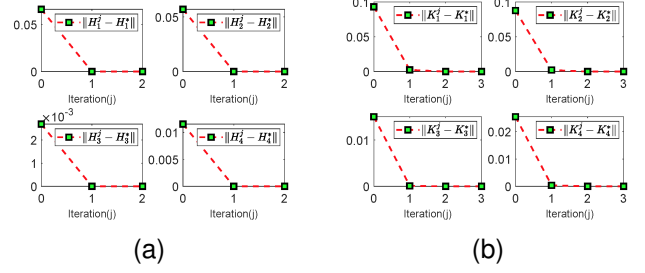 0.05
0
‖H₁ʲ − H₁*‖
0 1 2
0.05
0
‖H₂ʲ − H₂*‖
0 1 2
Iteration(j)
Iteration(j)
×10⁻³
2
1
0
‖H₃ʲ − H₃*‖
0 1 2
Iteration(j)
0.01
0.005
0
‖H₄ʲ − H₄*‖
0 1 2
Iteration(j)
(a)
0.1
0.05
0
‖K₁ʲ − K₁*‖
0 1 2 3
Iteration(j)
0.1
0.05
0
‖K₂ʲ − K₂*‖
0 1 2 3
Iteration(j)
0.01
0
‖K₃ʲ − K₃*‖
0 1 2 3
Iteration(j)
0.02
0
‖K₄ʲ − K₄*‖
0 1 2 3
Iteration(j)
(b)